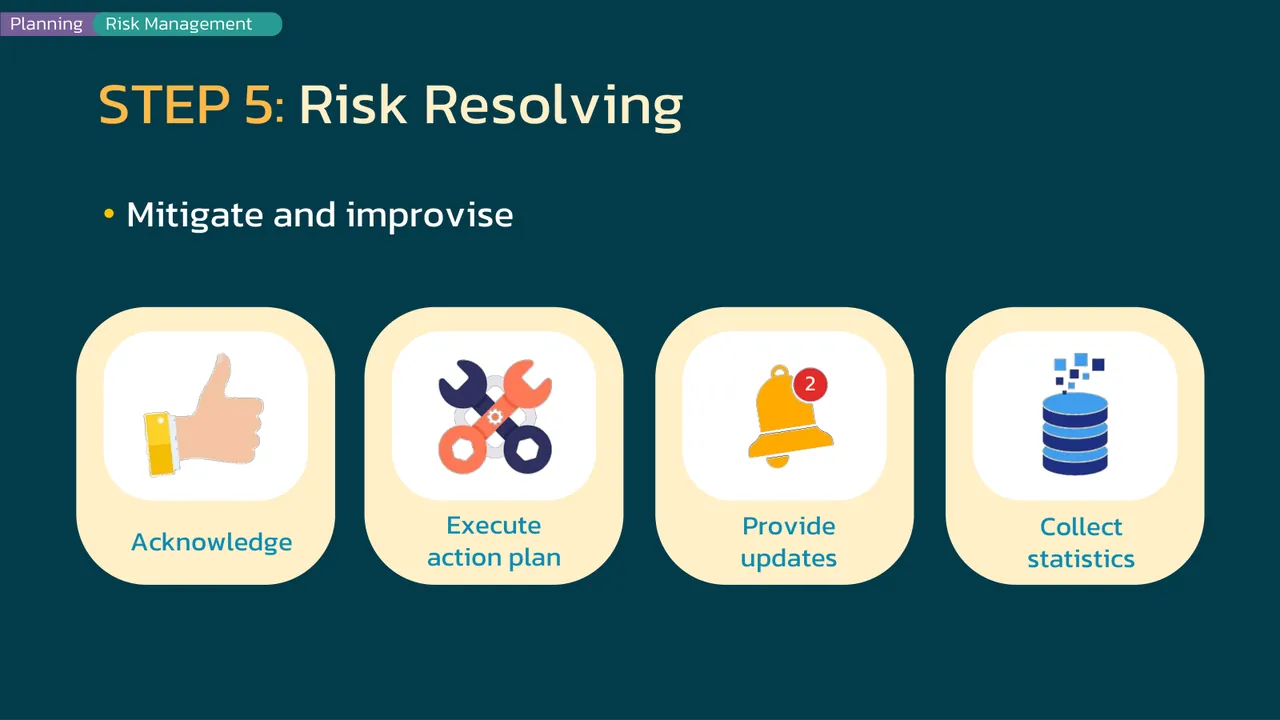 Planning Risk Management
STEP 5: Risk Resolving
• Mitigate and improvise
2
Acknowledge
Execute
action plan
Provide
updates
Collect
statistics